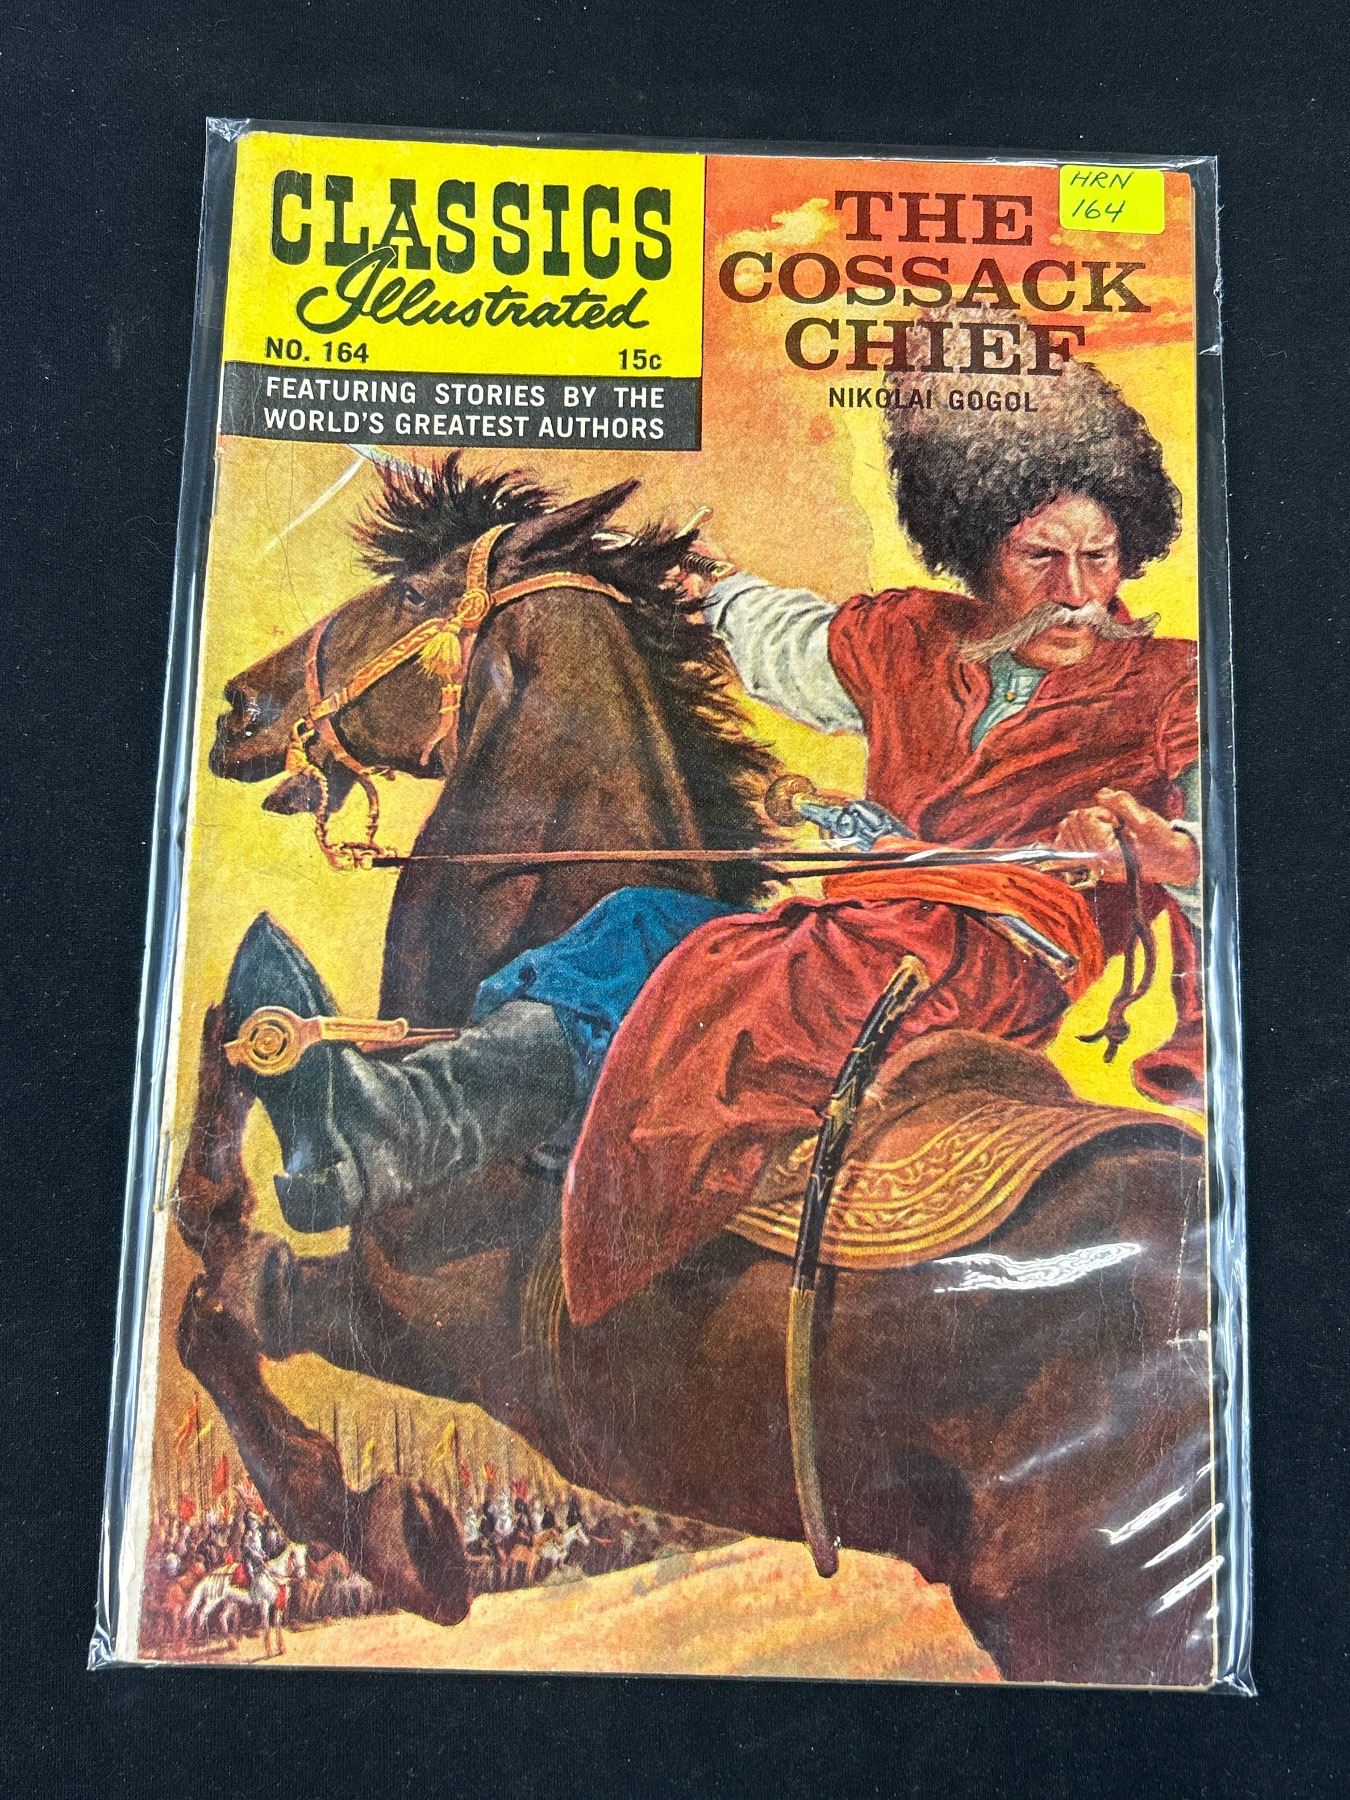 CLASSICS
Illustrated
NO. 164 15c
FEATURING STORIES BY THE
WORLD'S GREATEST AUTHORS
THE
COSSACK
CHIEF
NIKOLAI GOGOL
HRN
164